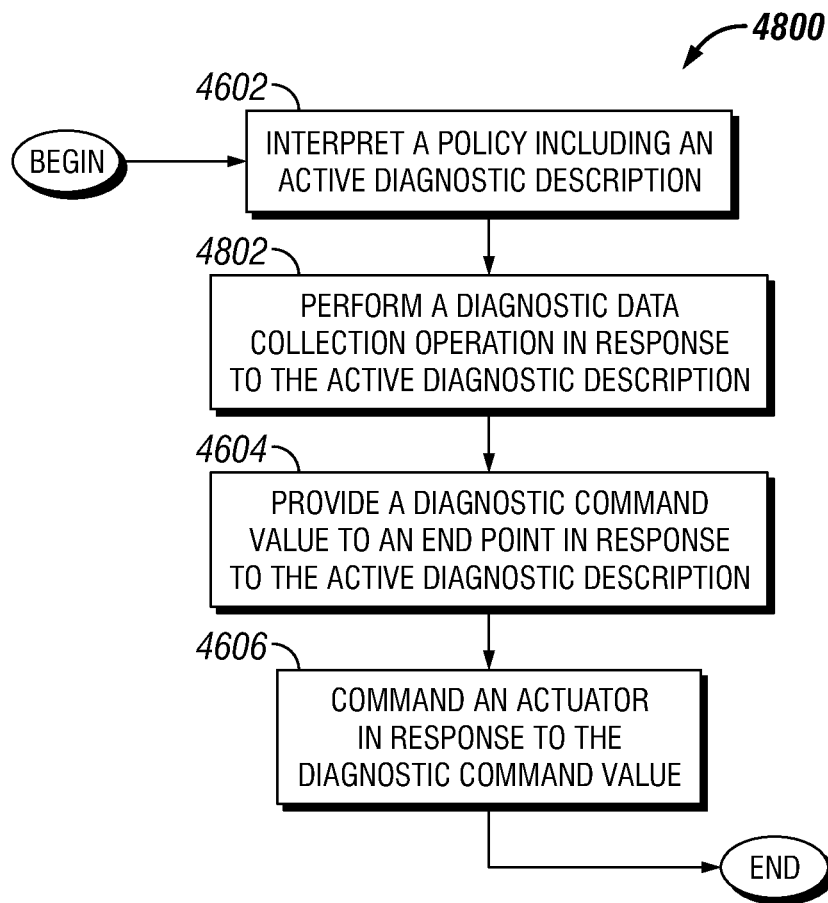 4800
4602
BEGIN
INTERPRET A POLICY INCLUDING AN
ACTIVE DIAGNOSTIC DESCRIPTION
4802
PERFORM A DIAGNOSTIC DATA
COLLECTION OPERATION IN RESPONSE
TO THE ACTIVE DIAGNOSTIC DESCRIPTION
4604
PROVIDE A DIAGNOSTIC COMMAND
VALUE TO AN END POINT IN RESPONSE
TO THE ACTIVE DIAGNOSTIC DESCRIPTION
4606
COMMAND AN ACTUATOR
IN RESPONSE TO THE
DIAGNOSTIC COMMAND VALUE
END